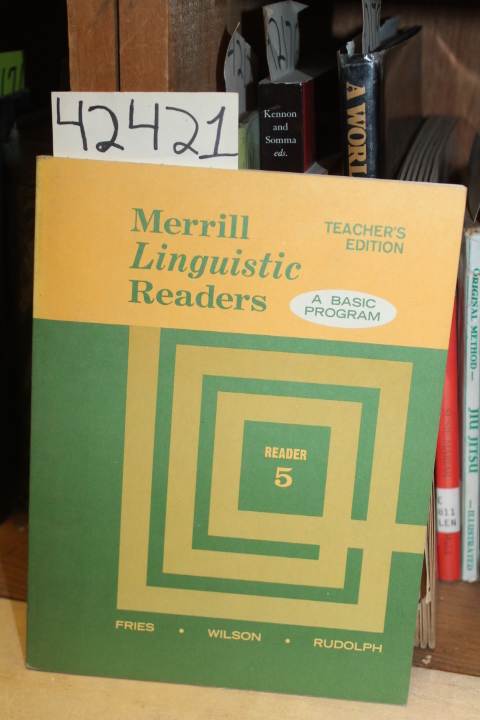 42421
Kennon
and
Somma
eds.
A WORL
Merrill
Linguistic
Readers
TEACHER'S
EDITION
A BASIC
PROGRAM
READER
5
FRIES • WILSON • RUDOLPH
ORIGINAL METHOD—
JIU JITSU
—ILLUSTRATED
LEN